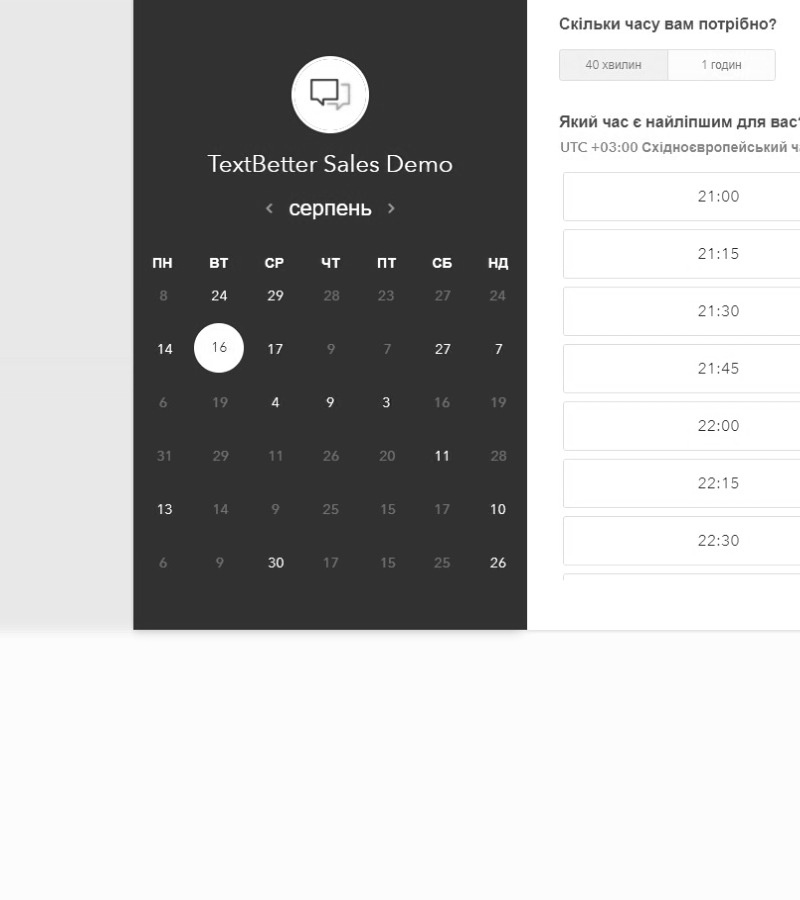 TextBetter Sales Demo
серпень
ПН ВТ СР ЧТ ПТ СБ НД
8 24 29 28 23 27 24
14 16 17 9 7 27 7
6 19 4 9 3 16 19
31 29 11 26 20 11 28
13 14 9 25 15 17 10
6 9 30 17 15 25 26
Скільки часу вам потрібно?
40 хвилин 1 годин
Який час є найліпшим для вас
UTC +03:00 Східноєвропейський
21:00
21:15
21:30
21:45
22:00
22:15
22:30